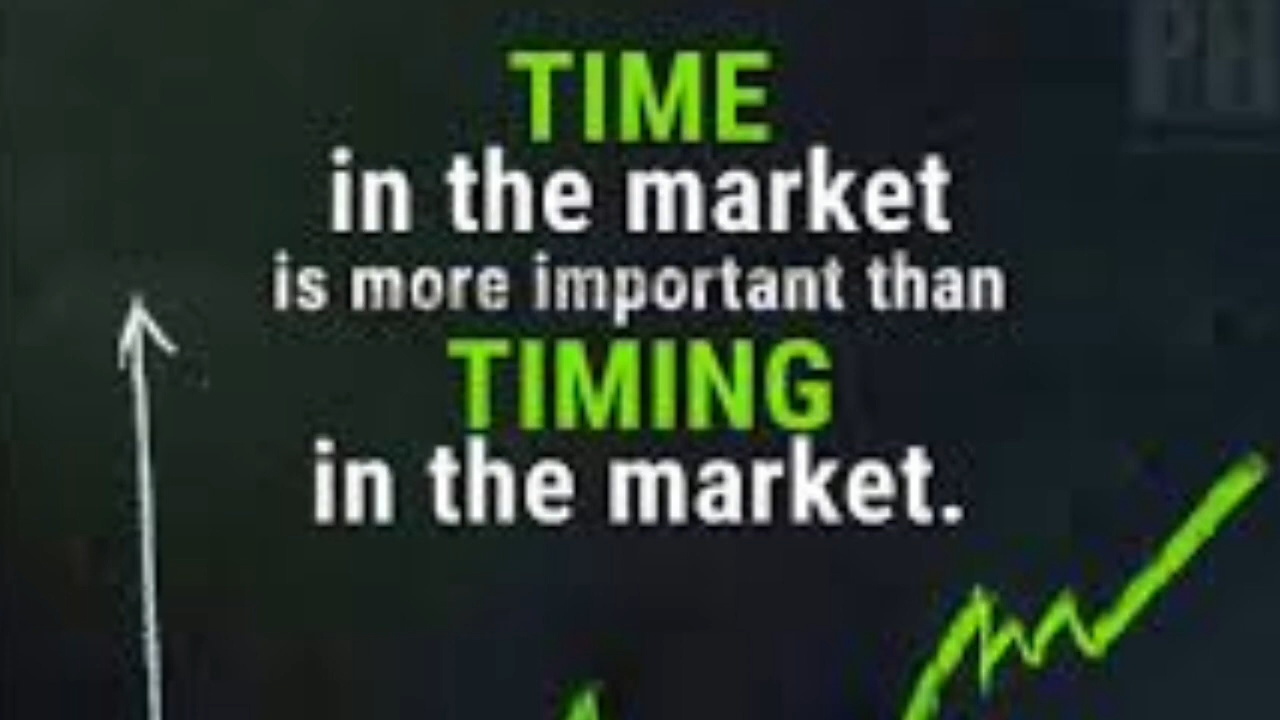 TIME
in the market
is more important than
TIMING
in the market.